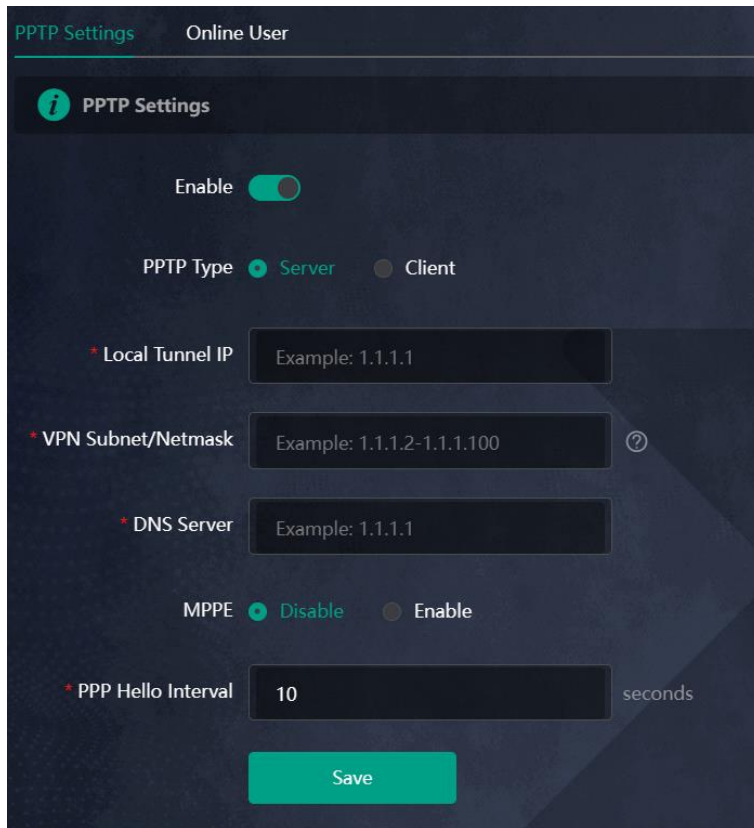 PPTP Settings Online User
PPTP Settings
Enable
PPTP Type Server Client
* Local Tunnel IP Example: 1.1.1.1
* VPN Subnet/Netmask Example: 1.1.1.2-1.1.1.100
* DNS Server Example: 1.1.1.1
MPPE Disable Enable
* PPP Hello Interval 10 seconds
Save